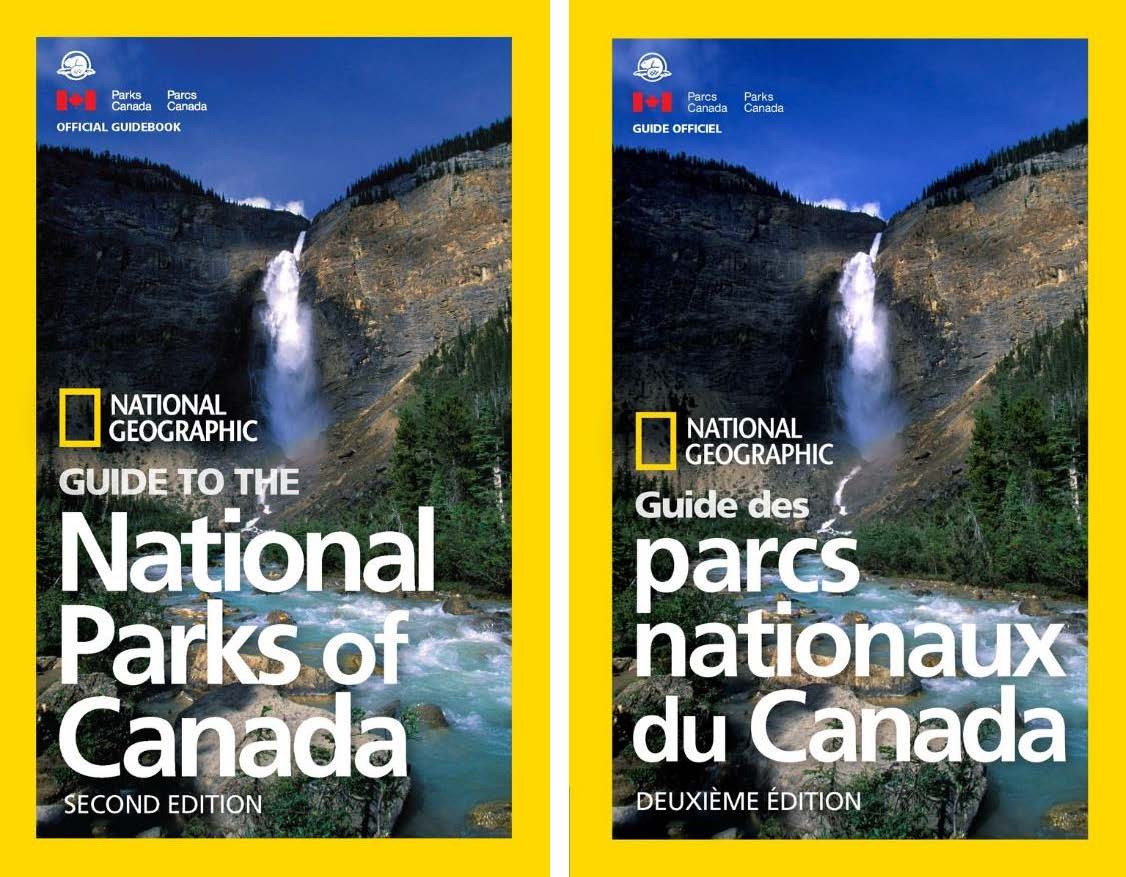 Parks Canada Parcs Canada
OFFICIAL GUIDEBOOK
NATIONAL
GEOGRAPHIC
GUIDE TO THE
National
Parks of
Canada
SECOND EDITION
Parcs Canada Parks Canada
GUIDE OFFICIEL
NATIONAL
GEOGRAPHIC
Guide des
parcs
nationaux
du Canada
DEUXIÈME ÉDITION